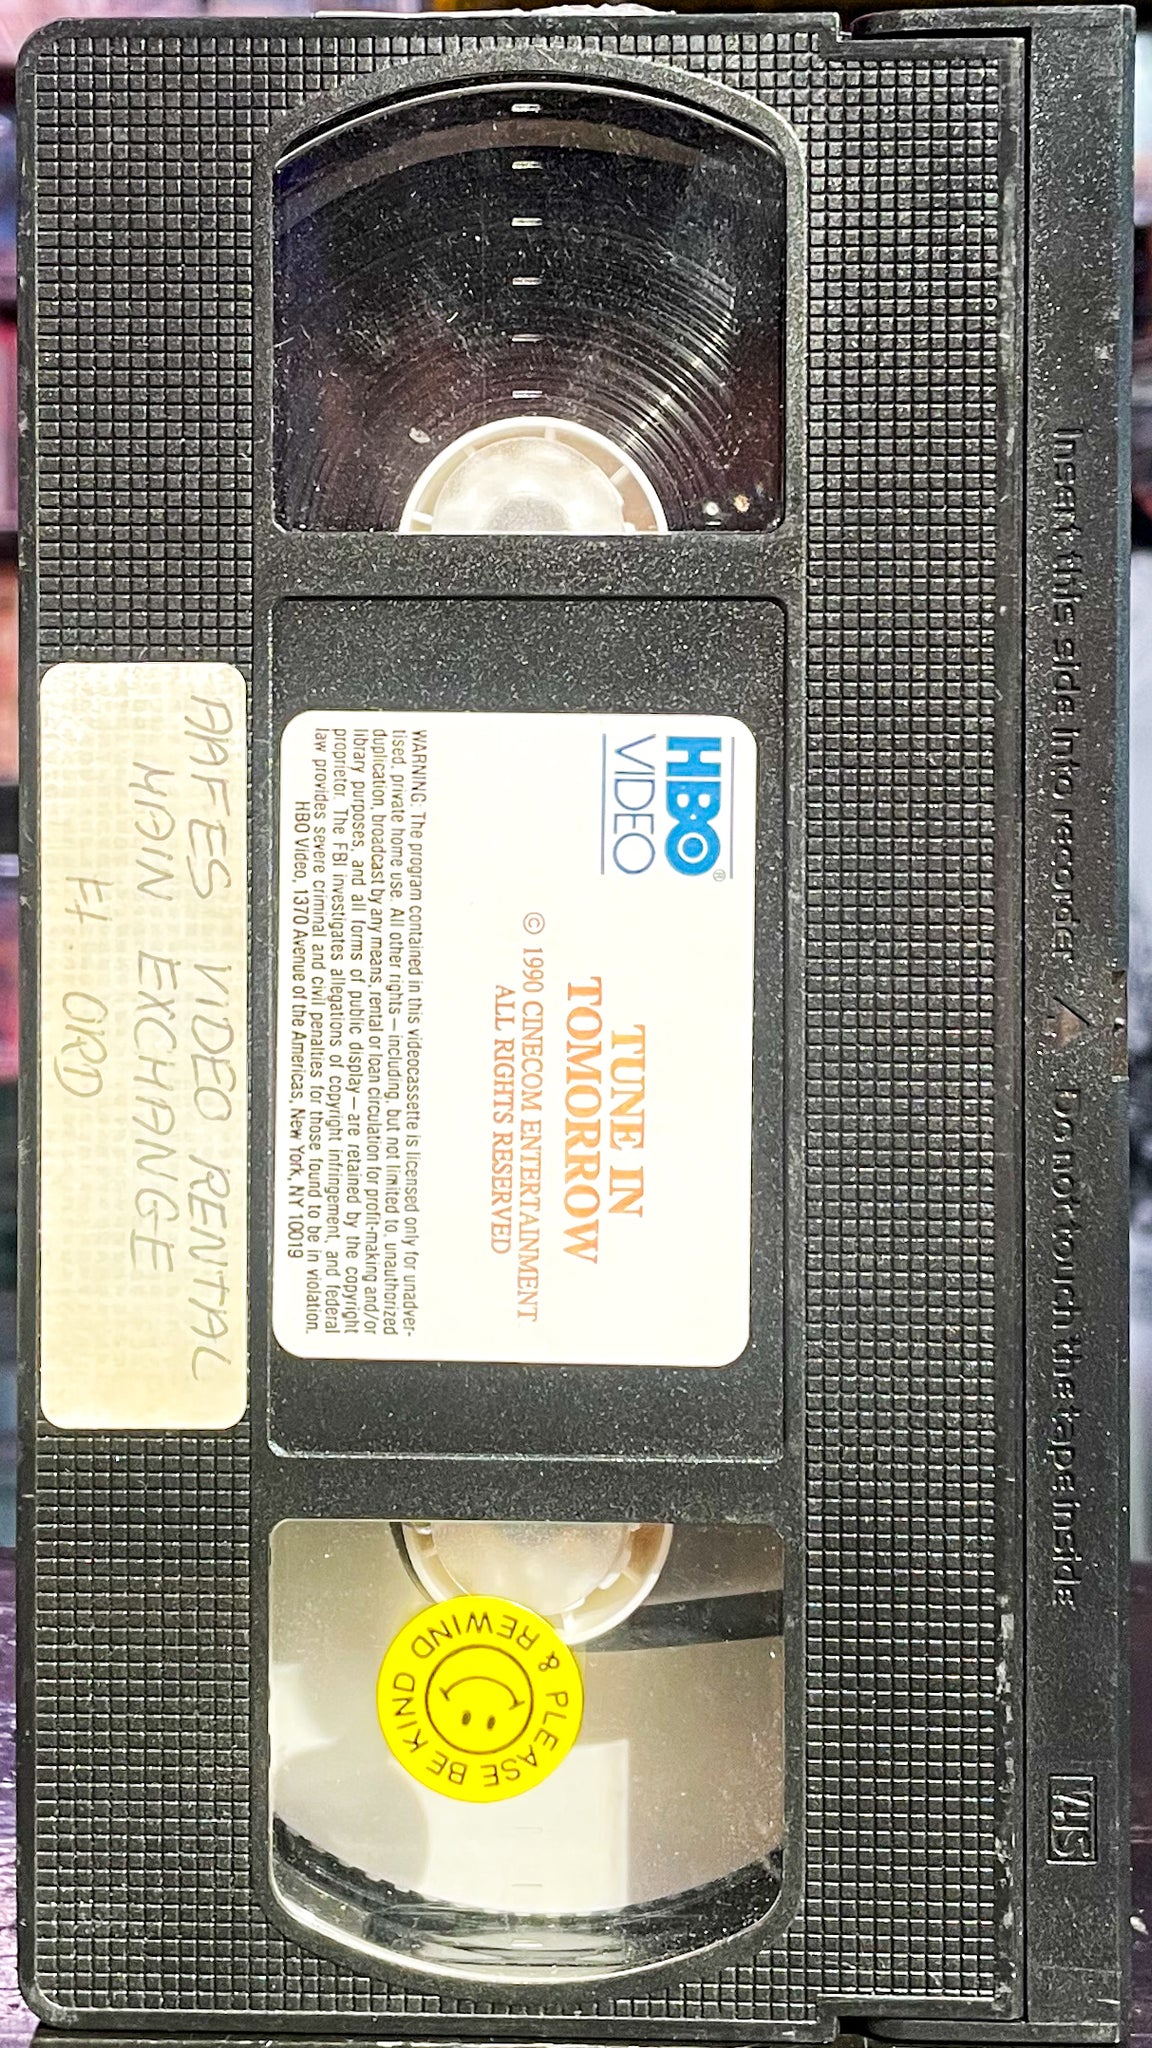 Insert this side into recorder △ Do not touch the tape inside
VHS
HBO®
VIDEO
TUNE IN
TOMORROW
© 1990 CINECOM ENTERTAINMENT
ALL RIGHTS RESERVED
WARNING: The program contained in this videocassette is licensed only for unadver-
tised, private home use. All other rights—including, but not limited to, unauthorized
duplication, broadcast by any means, rental or loan circulation for profit-making and/or
library purposes, and all forms of public display—are retained by the copyright
proprietor. The FBI investigates allegations of copyright infringement, and federal
law provides severe criminal and civil penalties for those found to be in violation.
HBO Video, 1370 Avenue of the Americas, New York, NY 10019
PLEASE BE KIND & REWIND
AAFES VIDEO RENTAL
MAIN EXCHANGE
Ft. ORD